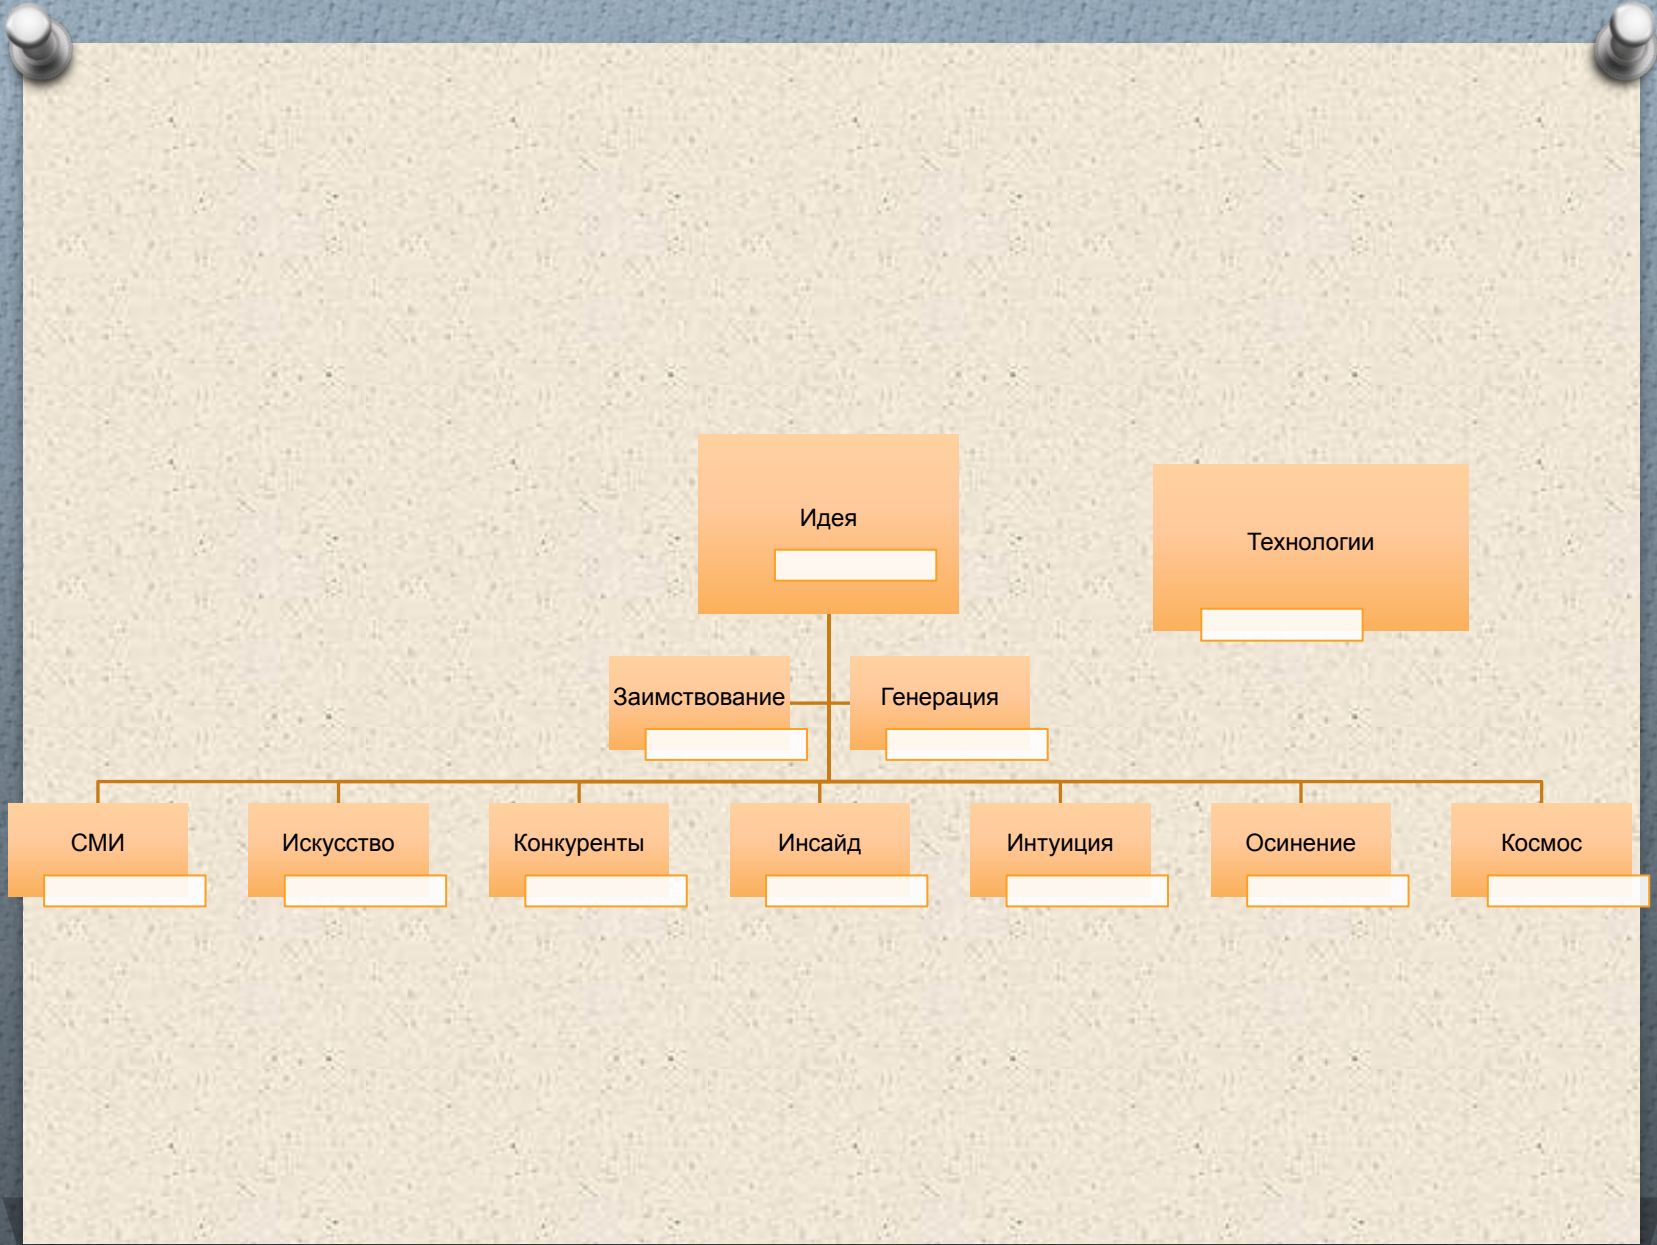 Идея
Технологии
Заимствование
Генерация
СМИ
Искусство
Конкуренты
Инсайд
Интуиция
Осинение
Космос